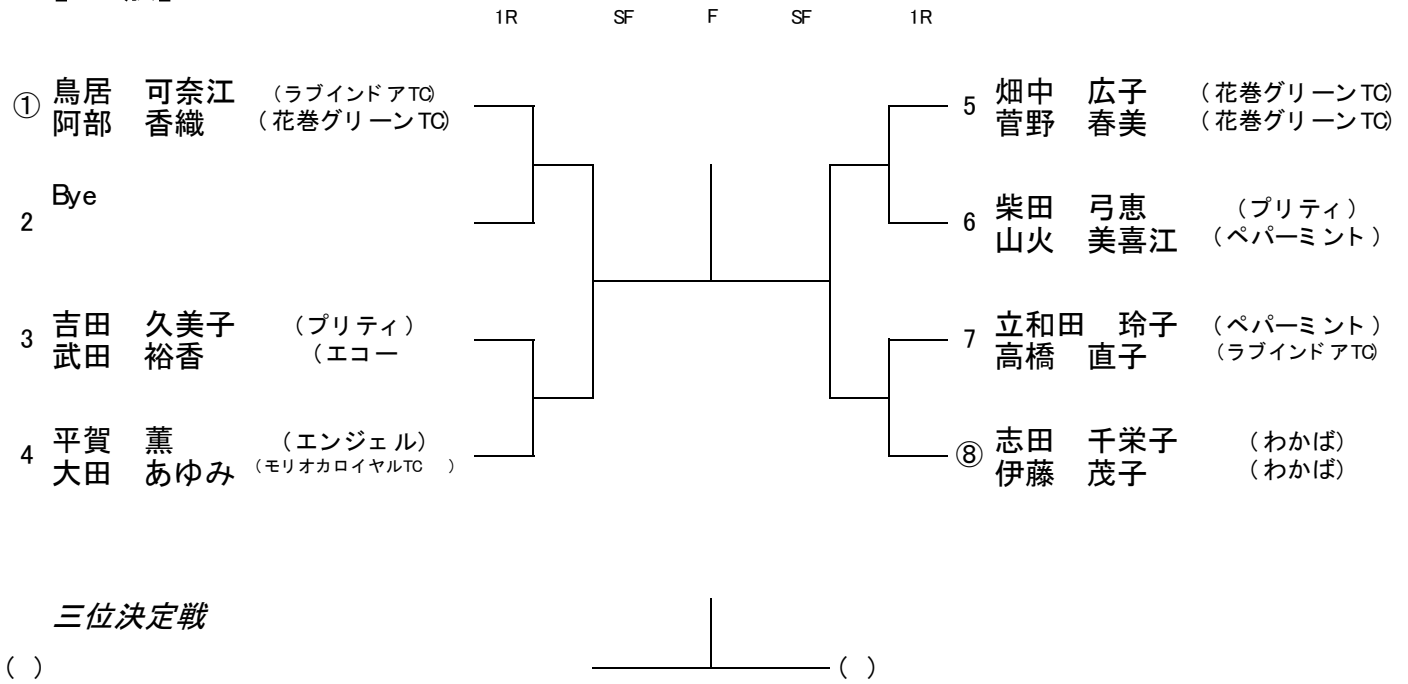 1R SF F SF 1R
① 鳥居 可奈江 (ラブインドアTC)
阿部 香織 (花巻グリーンTC)
2 Bye
3 吉田 久美子 (プリティ)
武田 裕香 (エコー
4 平賀 薫 (エンジェル)
大田 あゆみ (モリオカロイヤルTC )
5 畑中 広子 (花巻グリーンTC)
菅野 春美 (花巻グリーンTC)
6 柴田 弓恵 (プリティ)
山火 美喜江 (ペパーミント)
7 立和田 玲子 (ペパーミント)
高橋 直子 (ラブインドアTC)
⑧ 志田 千栄子 (わかば)
伊藤 茂子 (わかば)
三位決定戦
( ) ( )